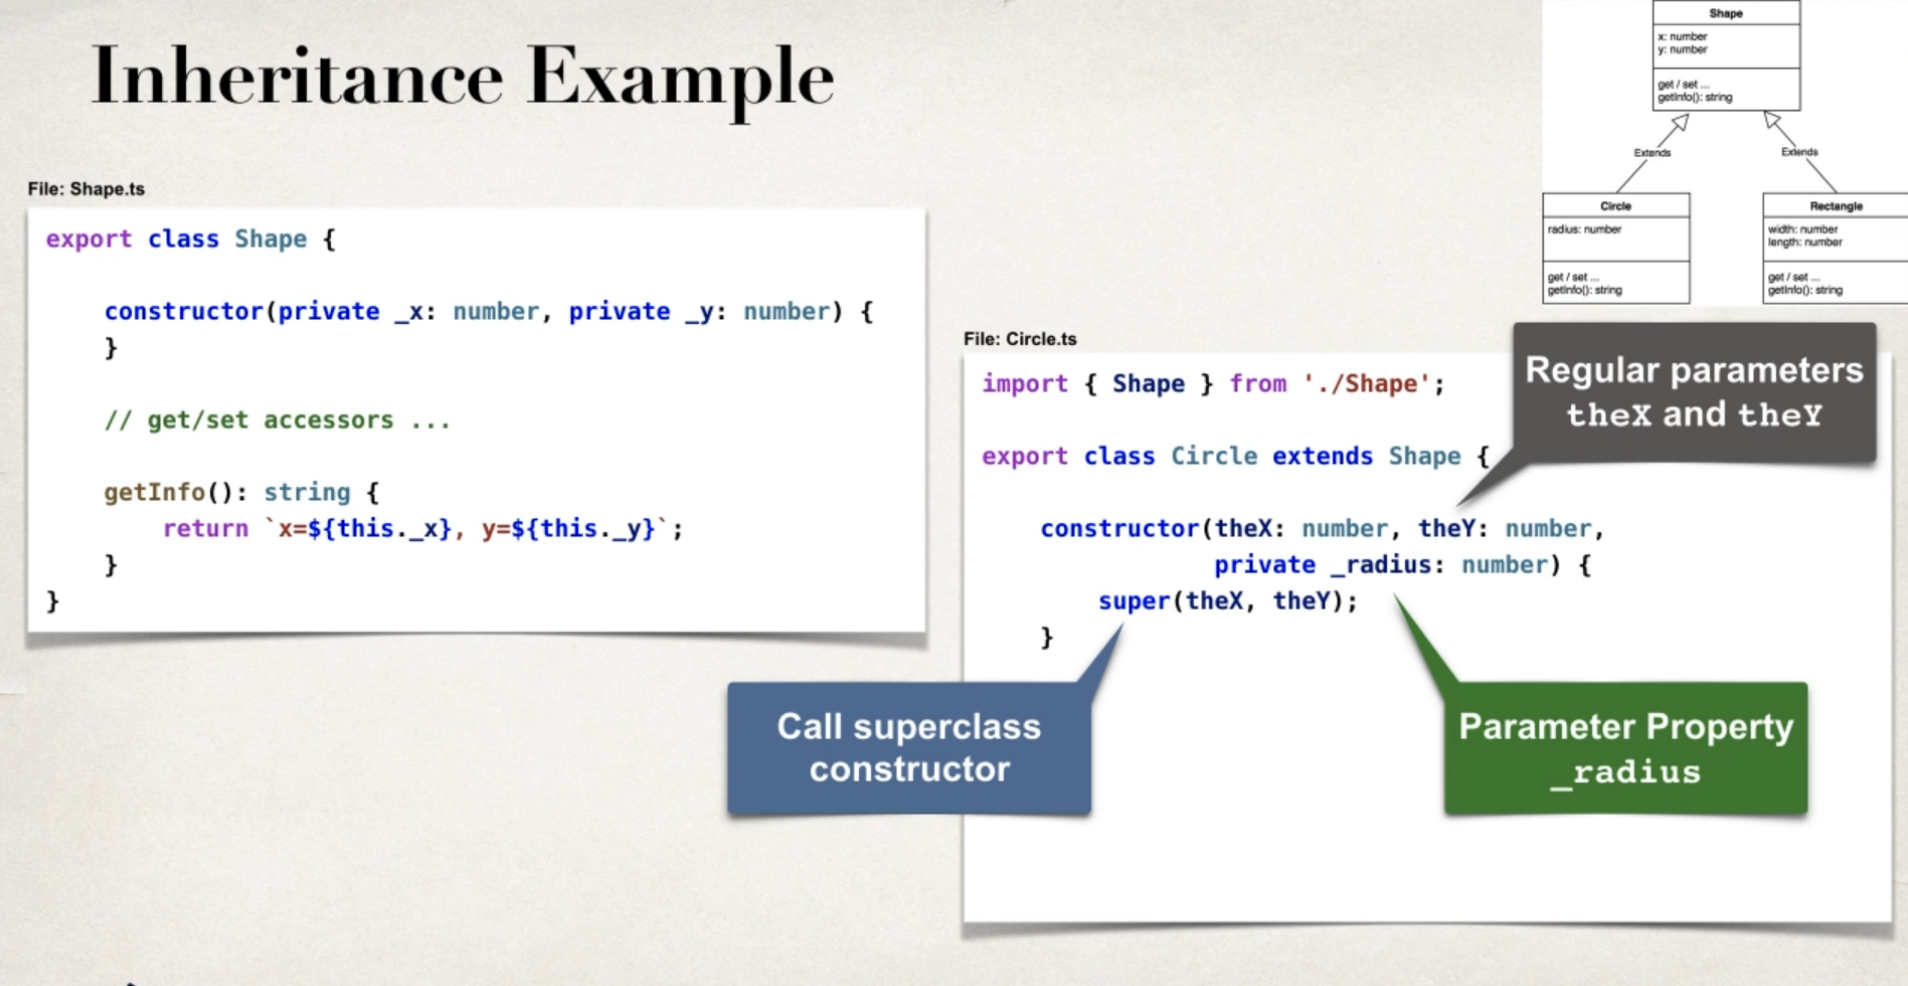 Inheritance Example
Shape
x: number
y: number
get / set ...
getInfo(): string
Extends
Extends
Circle
radius: number
get / set ...
getInfo(): string
Rectangle
width: number
length: number
get / set ...
getInfo(): string
File: Shape.ts
export class Shape {
constructor(private _x: number, private _y: number) {
}
// get/set accessors ...
getInfo(): string {
return `x=${this._x}, y=${this._y}`;
}
}
File: Circle.ts
import { Shape } from './Shape';
export class Circle extends Shape {
constructor(theX: number, theY: number,
private _radius: number) {
super(theX, theY);
}
Regular parameters
theX and theY
Call superclass
constructor
Parameter Property
_radius